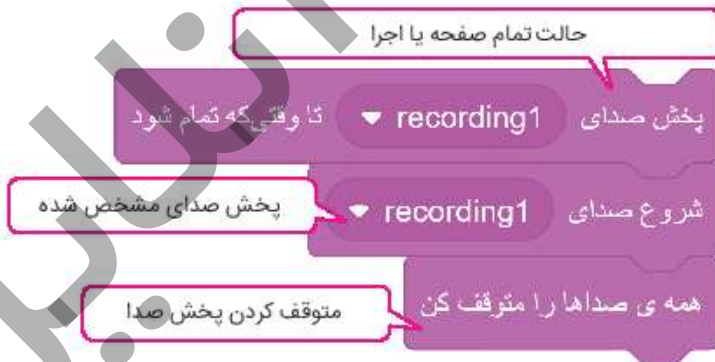 حالت تمام صفحه یا اجرا
پخش صدای recording1 تا وقتی‌که تمام شود
شروع صدای recording1
پخش صدای مشخص شده
همه ی صداها را متوقف کن
متوقف کردن پخش صدا